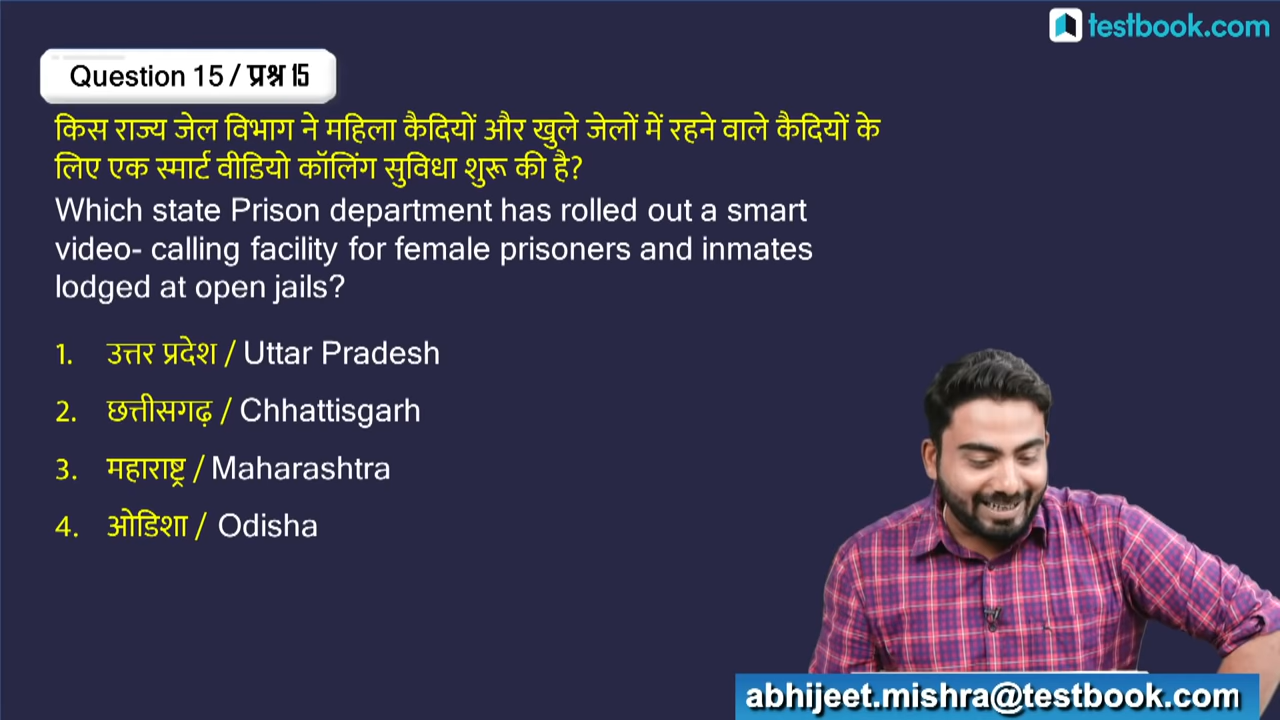 testbook.com
Question 15 / प्रश्न 15
किस राज्य जेल विभाग ने महिला कैदियों और खुले जेलों में रहने वाले कैदियों के
लिए एक स्मार्ट वीडियो कॉलिंग सुविधा शुरू की है?
Which state Prison department has rolled out a smart
video- calling facility for female prisoners and inmates
lodged at open jails?
1. उत्तर प्रदेश / Uttar Pradesh
2. छत्तीसगढ़ / Chhattisgarh
3. महाराष्ट्र / Maharashtra
4. ओडिशा / Odisha
abhijeet.mishra@testbook.com